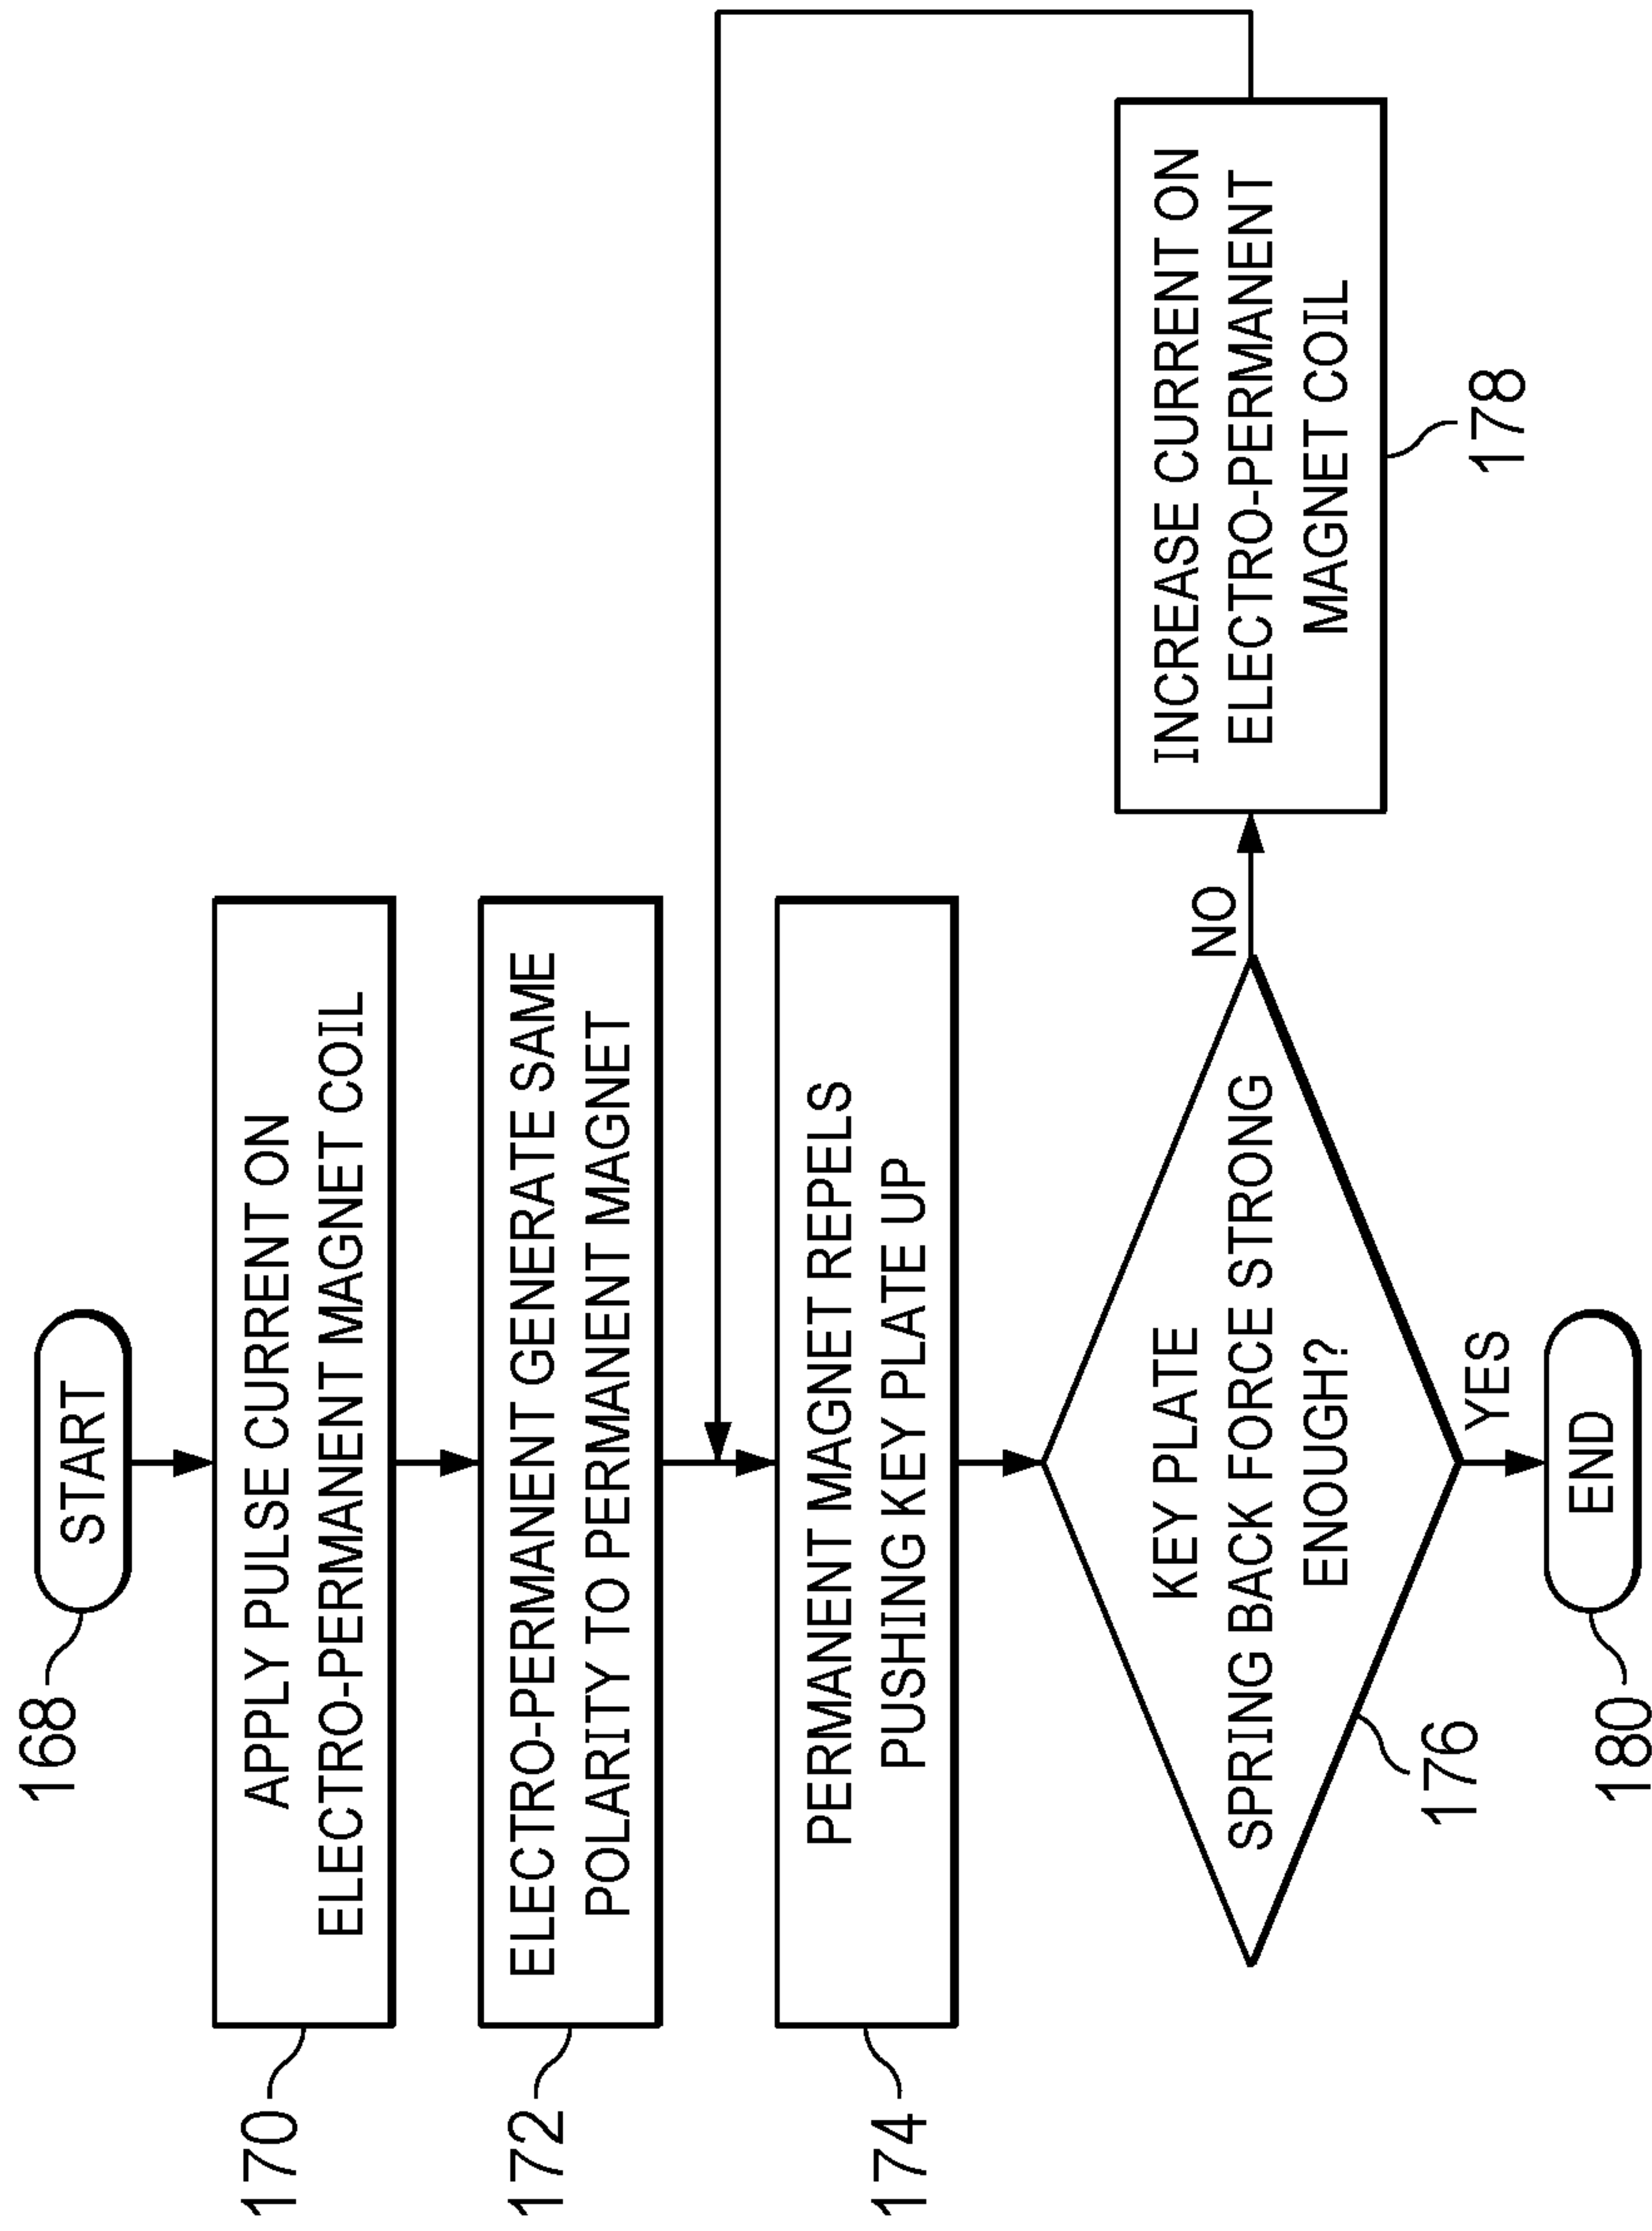 168
START
170
APPLY PULSE CURRENT ON
ELECTRO-PERMANENT MAGNET COIL
172
ELECTRO-PERMANENT GENERATE SAME
POLARITY TO PERMANENT MAGNET
174
PERMANENT MAGNET REPELS
PUSHING KEY PLATE UP
KEY PLATE
SPRING BACK FORCE STRONG
ENOUGH?
176
NO
INCREASE CURRENT ON
ELECTRO-PERMANENT
MAGNET COIL
178
YES
180
END